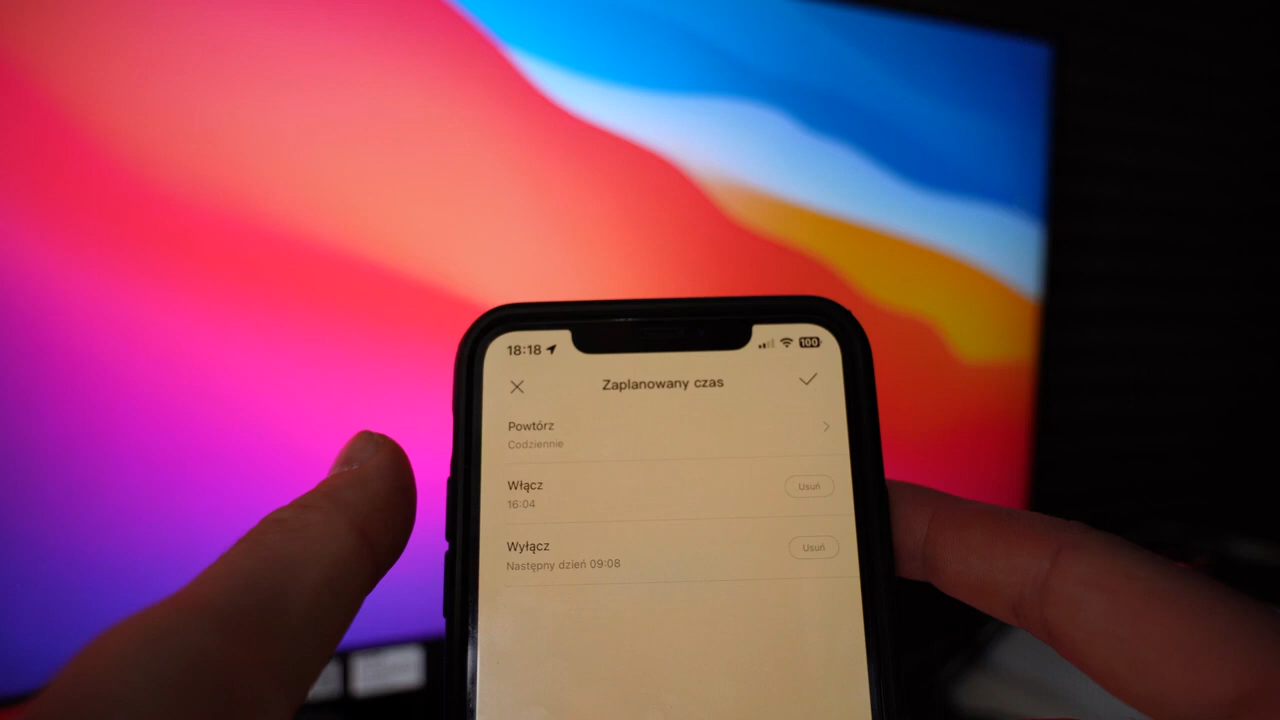 18:18
100
Zaplanowany czas
Powtórz
Codziennie
Włącz
16:04
Usuń
Wyłącz
Następny dzień 09:08
Usuń